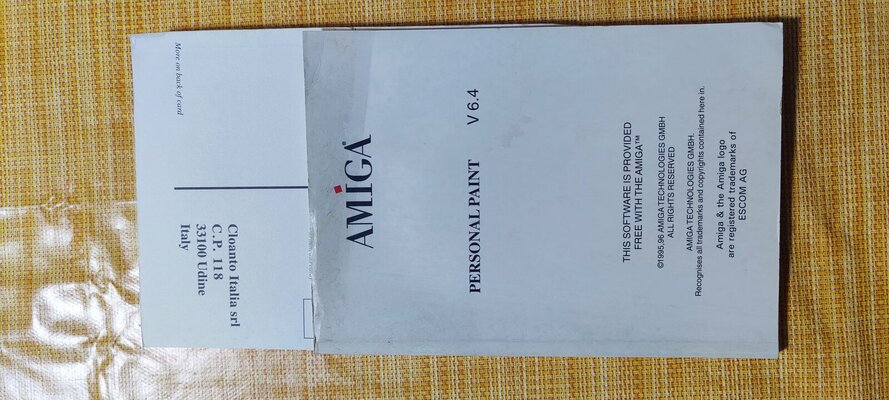 More on back of card
Cloanto Italia srl
C.P. 118
33100 Udine
Italy
AMIGA®
PERSONAL PAINT V 6.4
THIS SOFTWARE IS PROVIDED
FREE WITH THE AMIGA™
©1995,96 AMIGA TECHNOLOGIES GMBH
ALL RIGHTS RESERVED
AMIGA TECHNOLOGIES GMBH.
Recognises all trademarks and copyrights contained here in.
Amiga & the Amiga logo
are registered trademarks of
ESCOM AG